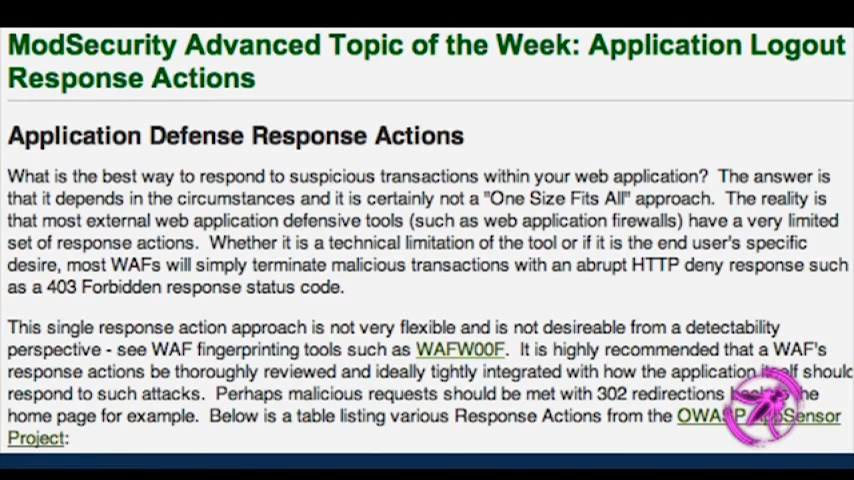 ModSecurity Advanced Topic of the Week: Application Logout
Response Actions
Application Defense Response Actions
What is the best way to respond to suspicious transactions within your web application? The answer is
that it depends in the circumstances and it is certainly not a "One Size Fits All" approach. The reality is
that most external web application defensive tools (such as web application firewalls) have a very limited
set of response actions. Whether it is a technical limitation of the tool or if it is the end user's specific
desire, most WAFs will simply terminate malicious transactions with an abrupt HTTP deny response such
as a 403 Forbidden response status code.
This single response action approach is not very flexible and is not desireable from a detectability
perspective - see WAF fingerprinting tools such as WAFW00F. It is highly recommended that a WAF's
response actions be thoroughly reviewed and ideally tightly integrated with how the application itself
respond to such attacks. Perhaps malicious requests should be met with 302 redirections the
home page for example. Below is a table listing various Response Actions from the OWASP AppSensor
Project: